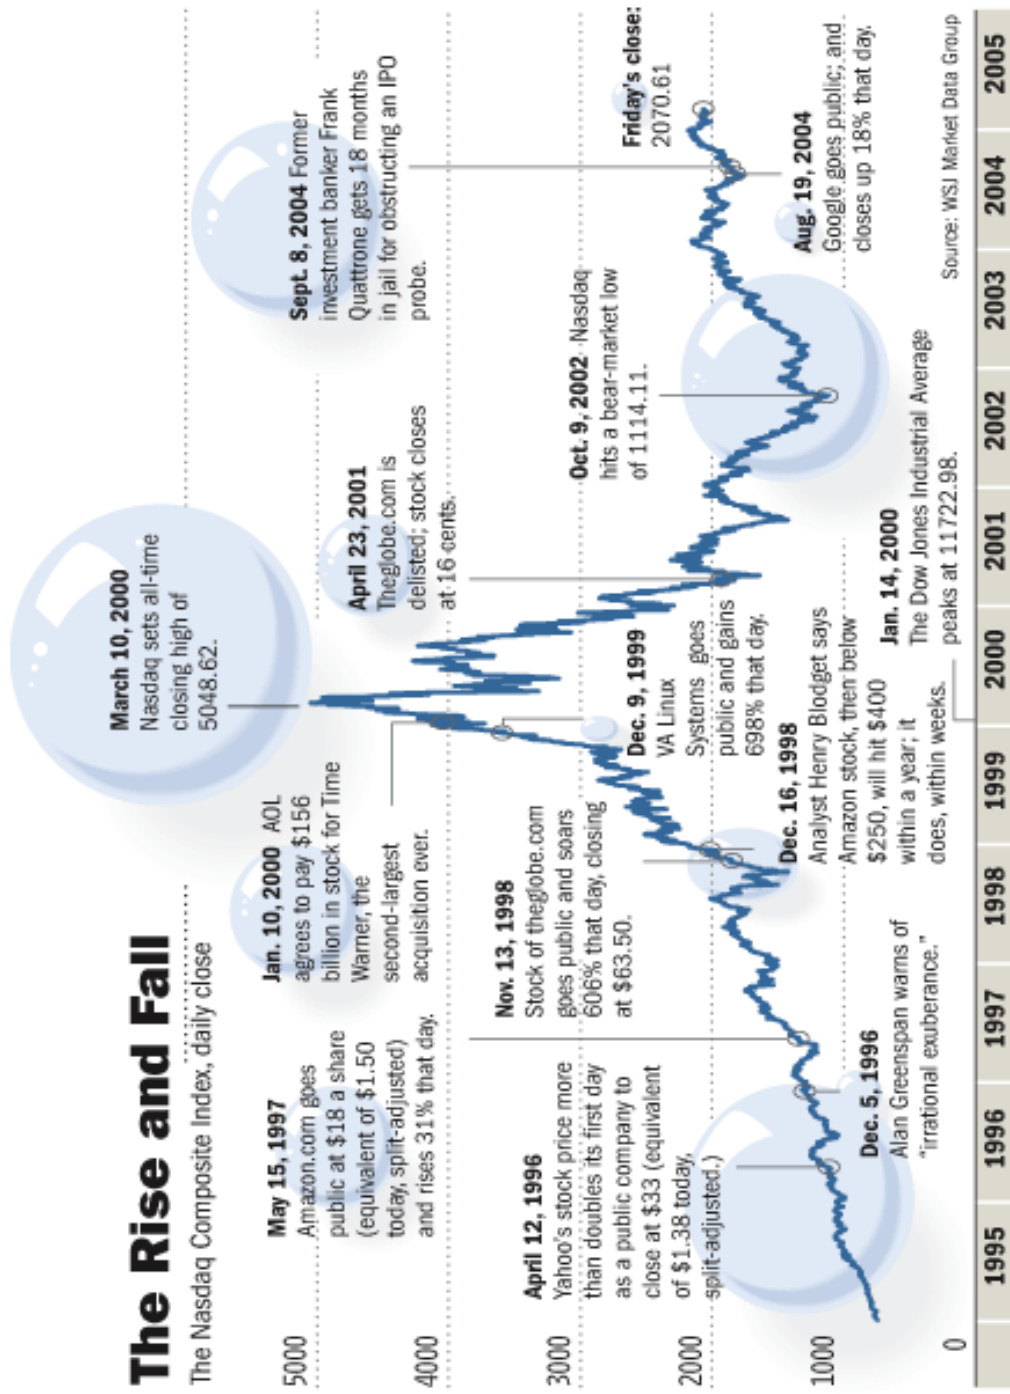 The Rise and Fall
The Nasdaq Composite Index, daily close
March 10, 2000
Nasdaq sets all-time
closing high of
5048.62.
May 15, 1997
Amazon.com goes
public at $18 a share
(equivalent of $1.50
today, split-adjusted)
and rises 31% that day.
Jan. 10, 2000 AOL
agrees to pay $156
billion in stock for Time
Warner, the
second-largest
acquisition ever.
April 23, 2001
Theglobe.com is
delisted; stock closes
at 16 cents.
Sept. 8, 2004 Former
investment banker Frank
Quattrone gets 18 months
in jail for obstructing an IPO
probe.
April 12, 1996
Yahoo's stock price more
than doubles its first day
as a public company to
close at $33 (equivalent
of $1.38 today,
split-adjusted.)
Nov. 13, 1998
Stock of theglobe.com
goes public and soars
606% that day, closing
at $63.50.
Dec. 9, 1999
VA Linux
Systems goes
public and gains
698% that day.
Oct. 9, 2002 Nasdaq
hits a bear-market low
of 1114.11.
Friday's close:
2070.61
Dec. 5, 1996
Alan Greenspan warns of
"irrational exuberance."
Dec. 16, 1998
Analyst Henry Blodget says
Amazon stock, then below
$250, will hit $400
within a year; it
does, within weeks.
Jan. 14, 2000
The Dow Jones Industrial Average
peaks at 11722.98.
Aug. 19, 2004
Google goes public; and
closes up 18% that day.
Source: WSJ Market Data Group
5000
4000
3000
2000
1000
0
1995 1996 1997 1998 1999 2000 2001 2002 2003 2004 2005